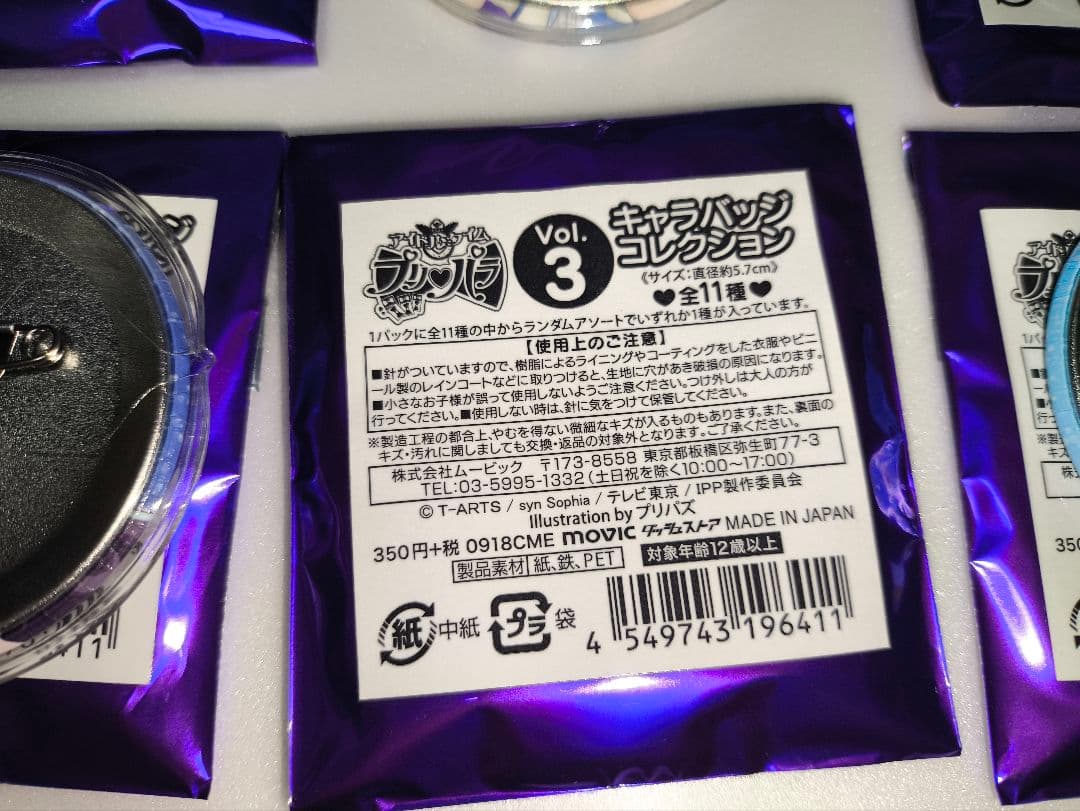 アイドルタイム
プリパラ
Vol.
3
キャラバッジ
コレクション
《サイズ：直径約5.7cm》
♥全11種♥
1パックに全11種の中からランダムアソートでいずれか1種が入っています。
【使用上のご注意】
■針がついていますので、樹脂によるライニングやコーティングをした衣服やビニ
ール製のレインコートなどに取りつけると、生地に穴があき破損の原因になります。
■小さなお子様が誤って使用しないようご注意ください。つけ外しは大人の方が
行ってください。■使用しない時は、針に気をつけて保管してください。
※製造工程の都合上、やむを得ない微細なキズが入るものもあります。また、裏面の
キズ・汚れに関しましても交換・返品の対象外となります。ご了承ください。
株式会社ムービック 〒173-8558 東京都板橋区弥生町77-3
TEL:03-5995-1332（土日祝を除く10:00～17:00）
© T-ARTS / syn Sophia / テレビ東京 / IPP製作委員会
Illustration by プリパズ
350円+税 0918CME movic ダッシュストア MADE IN JAPAN
製品素材 紙、鉄、PET 対象年齢12歳以上
紙 中紙 プラ 袋
4 549743 196411